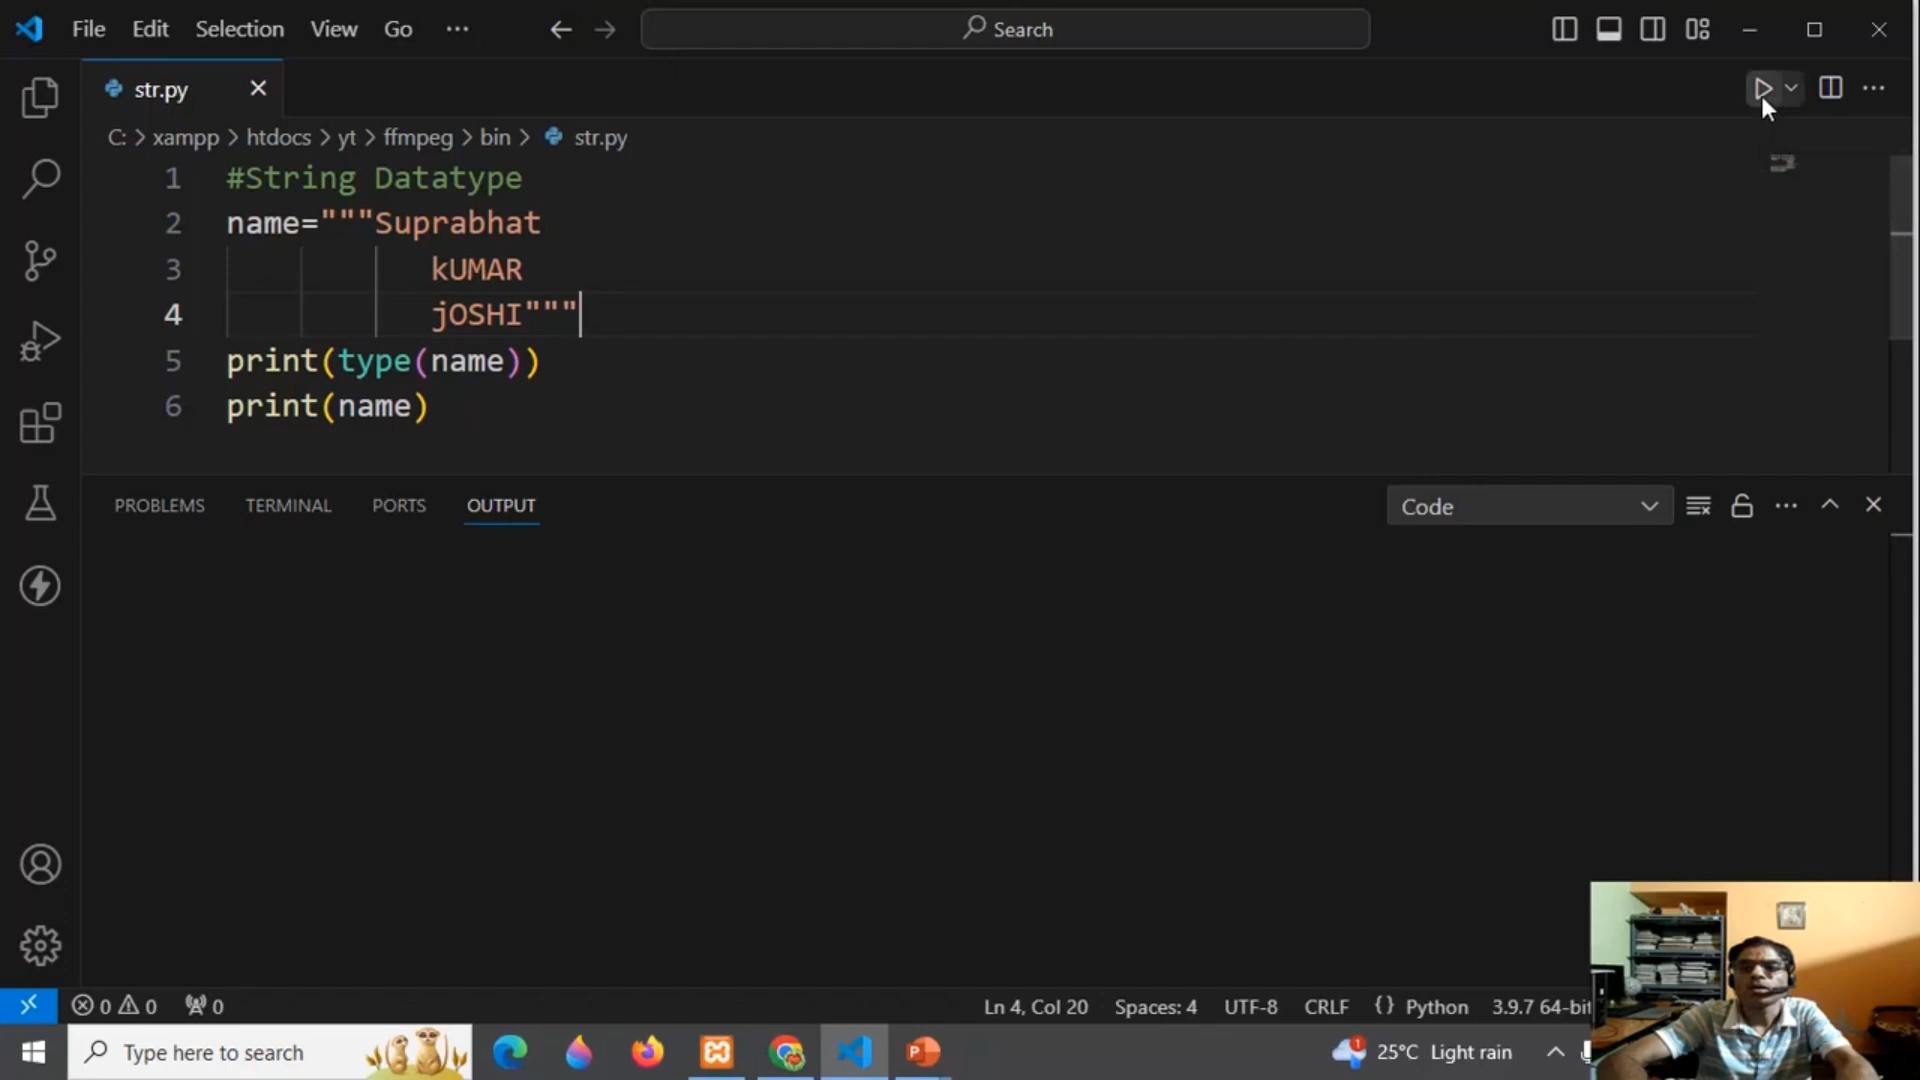 File Edit Selection View Go ... Search
str.py
C: > xampp > htdocs > yt > ffmpeg > bin > str.py
1 #String Datatype
2 name="""Suprabhat
3 kUMAR
4 jOSHI"""
5 print(type(name))
6 print(name)
PROBLEMS TERMINAL PORTS OUTPUT Code
0 0 0 Ln 4, Col 20 Spaces: 4 UTF-8 CRLF {} Python 3.9.7 64-bit
Type here to search 1 25°C Light rain